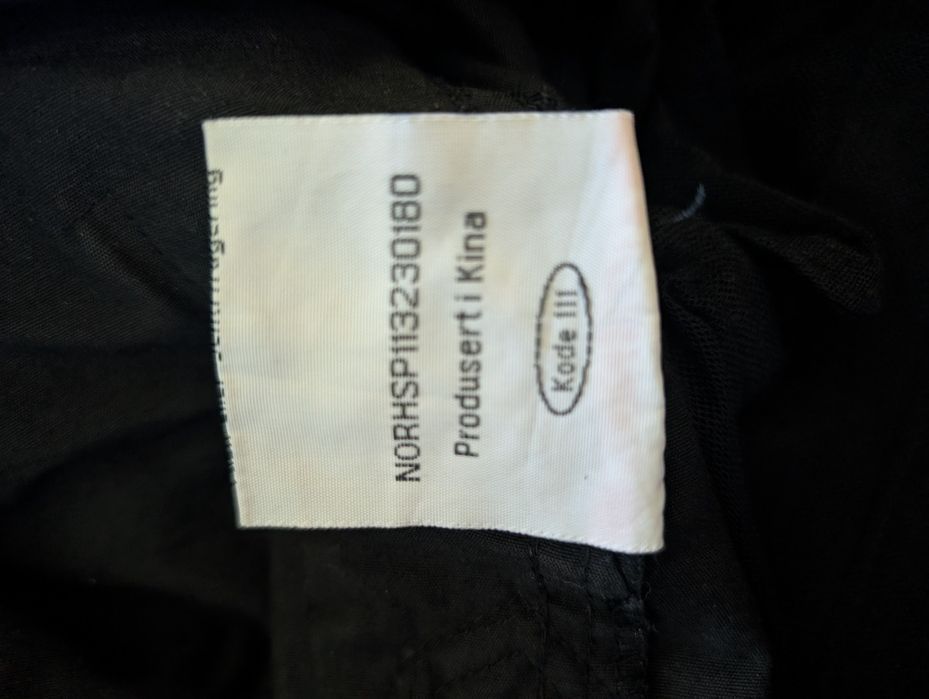 NORHSP113230180
Produsert i Kina
Kode III